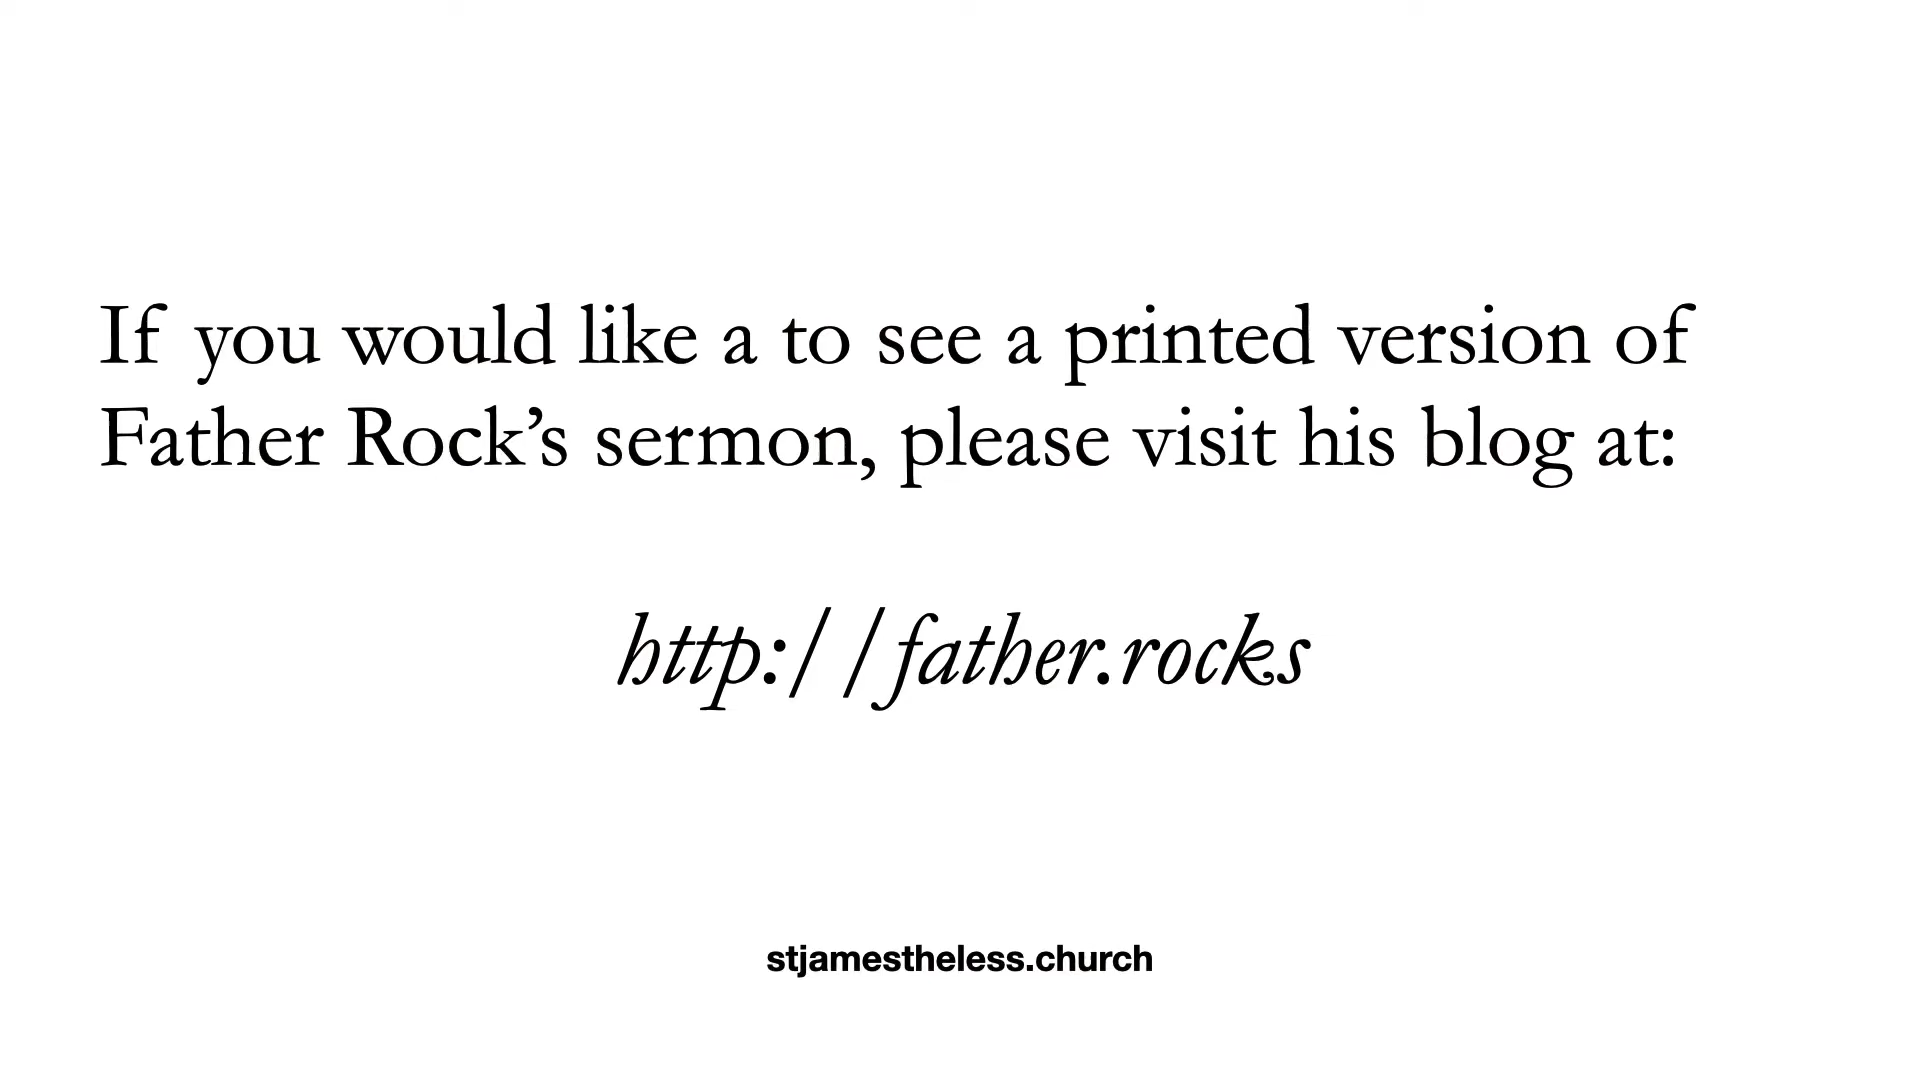 If you would like a to see a printed version of
Father Rock’s sermon, please visit his blog at:
http://father.rocks
stjamestheless.church